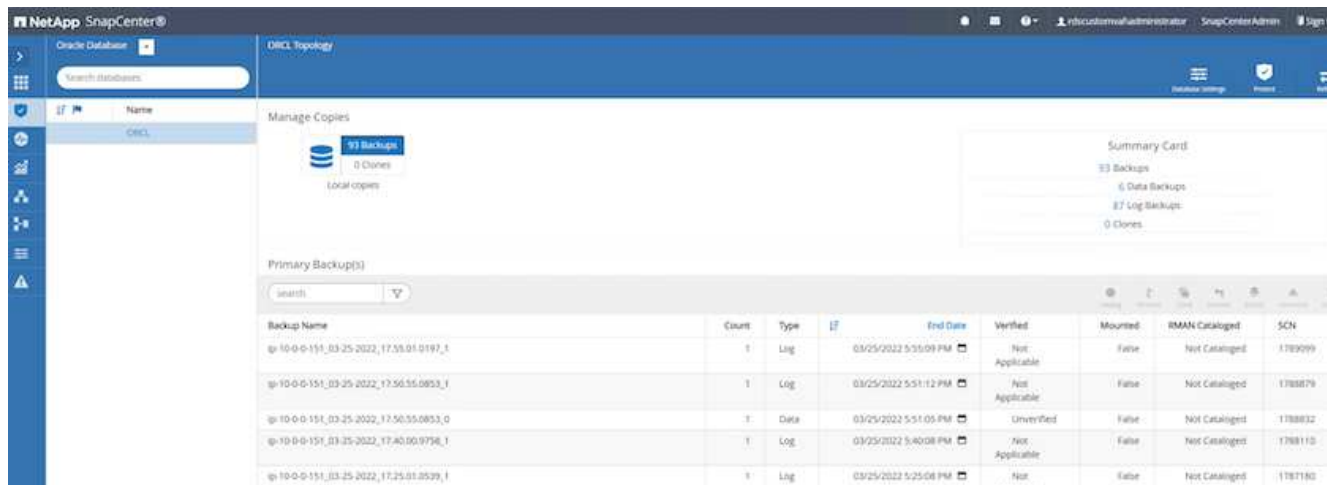 NetApp SnapCenter®
rdscustomval\administrator SnapCenterAdmin Sign
Oracle Database
ORCL Topology
Search databases
Database Settings Protect
Name
ORCL
Manage Copies
93 Backups
0 Clones
Local copies
Summary Card
93 Backups
6 Data Backups
87 Log Backups
0 Clones
Primary Backup(s)
search
Backup Name Count Type End Date Verified Mounted RMAN Cataloged SCN
ip-10-0-0-151_03-25-2022_17.55.01.0197_1 1 Log 03/25/2022 5:55:09 PM Not Applicable False Not Cataloged 1789099
ip-10-0-0-151_03-25-2022_17.50.55.0853_1 1 Log 03/25/2022 5:51:12 PM Not Applicable False Not Cataloged 1788879
ip-10-0-0-151_03-25-2022_17.50.55.0853_0 1 Data 03/25/2022 5:51:05 PM Unverified False Not Cataloged 1788832
ip-10-0-0-151_03-25-2022_17.40.00.9756_1 1 Log 03/25/2022 5:40:08 PM Not Applicable False Not Cataloged 1788110
ip-10-0-0-151_03-25-2022_17.25.01.0539_1 1 Log 03/25/2022 5:25:08 PM Not False Not Cataloged 1787180